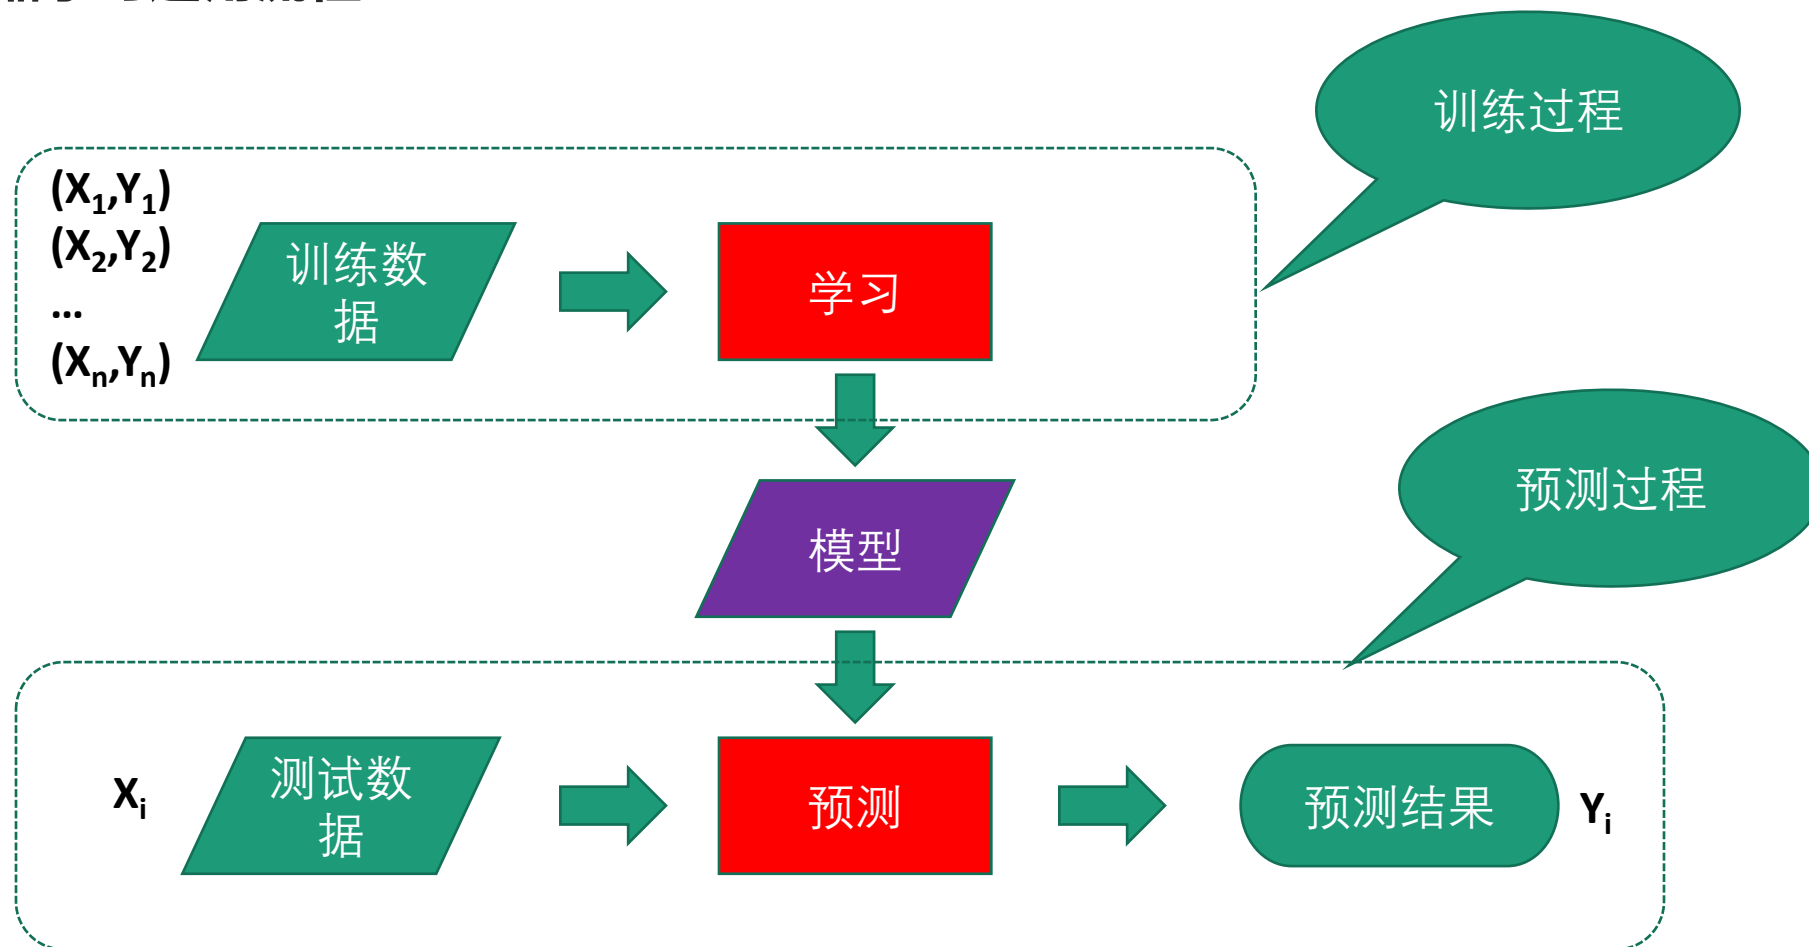 训练过程
(X₁,Y₁)
(X₂,Y₂)
...
(Xₙ,Yₙ)
训练数
据
学习
模型
预测过程
Xᵢ
测试数
据
预测
预测结果
Yᵢ